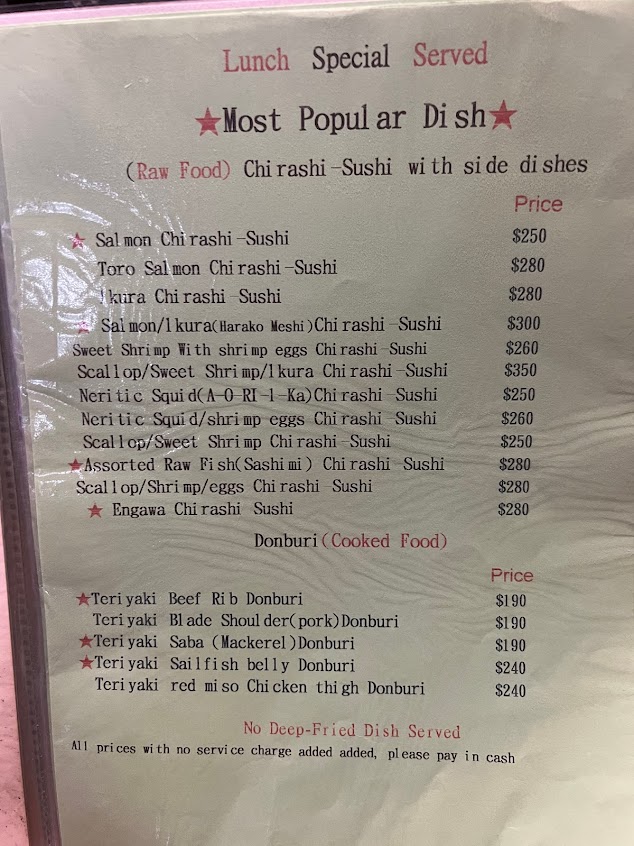 Lunch Special Served
★Most Popular Dish★
(Raw Food) Chirashi-Sushi with side dishes
Price
★ Salmon Chirashi-Sushi $250
Toro Salmon Chirashi-Sushi $280
Ikura Chirashi-Sushi $280
★ Salmon/lkura(Harako Meshi)Chirashi-Sushi $300
Sweet Shrimp With shrimp eggs Chirashi-Sushi $260
Scallop/Sweet Shrimp/lkura Chirashi-Sushi $350
Neritic Squid(A-O-RI-l-Ka)Chirashi-Sushi $250
Neritic Squid/shrimp eggs Chirashi-Sushi $260
Scallop/Sweet Shrimp Chirashi-Sushi $250
★Assorted Raw Fish(Sashimi) Chirashi-Sushi $280
Scallop/Shrimp/eggs Chirashi-Sushi $280
★ Engawa Chirashi-Sushi $280
Donburi(Cooked Food)
Price
★Teriyaki Beef Rib Donburi $190
Teriyaki Blade Shoulder(pork)Donburi $190
★Teriyaki Saba (Mackerel)Donburi $190
★Teriyaki Sailfish belly Donburi $240
Teriyaki red miso Chicken thigh Donburi $240
No Deep-Fried Dish Served
All prices with no service charge added added, please pay in cash